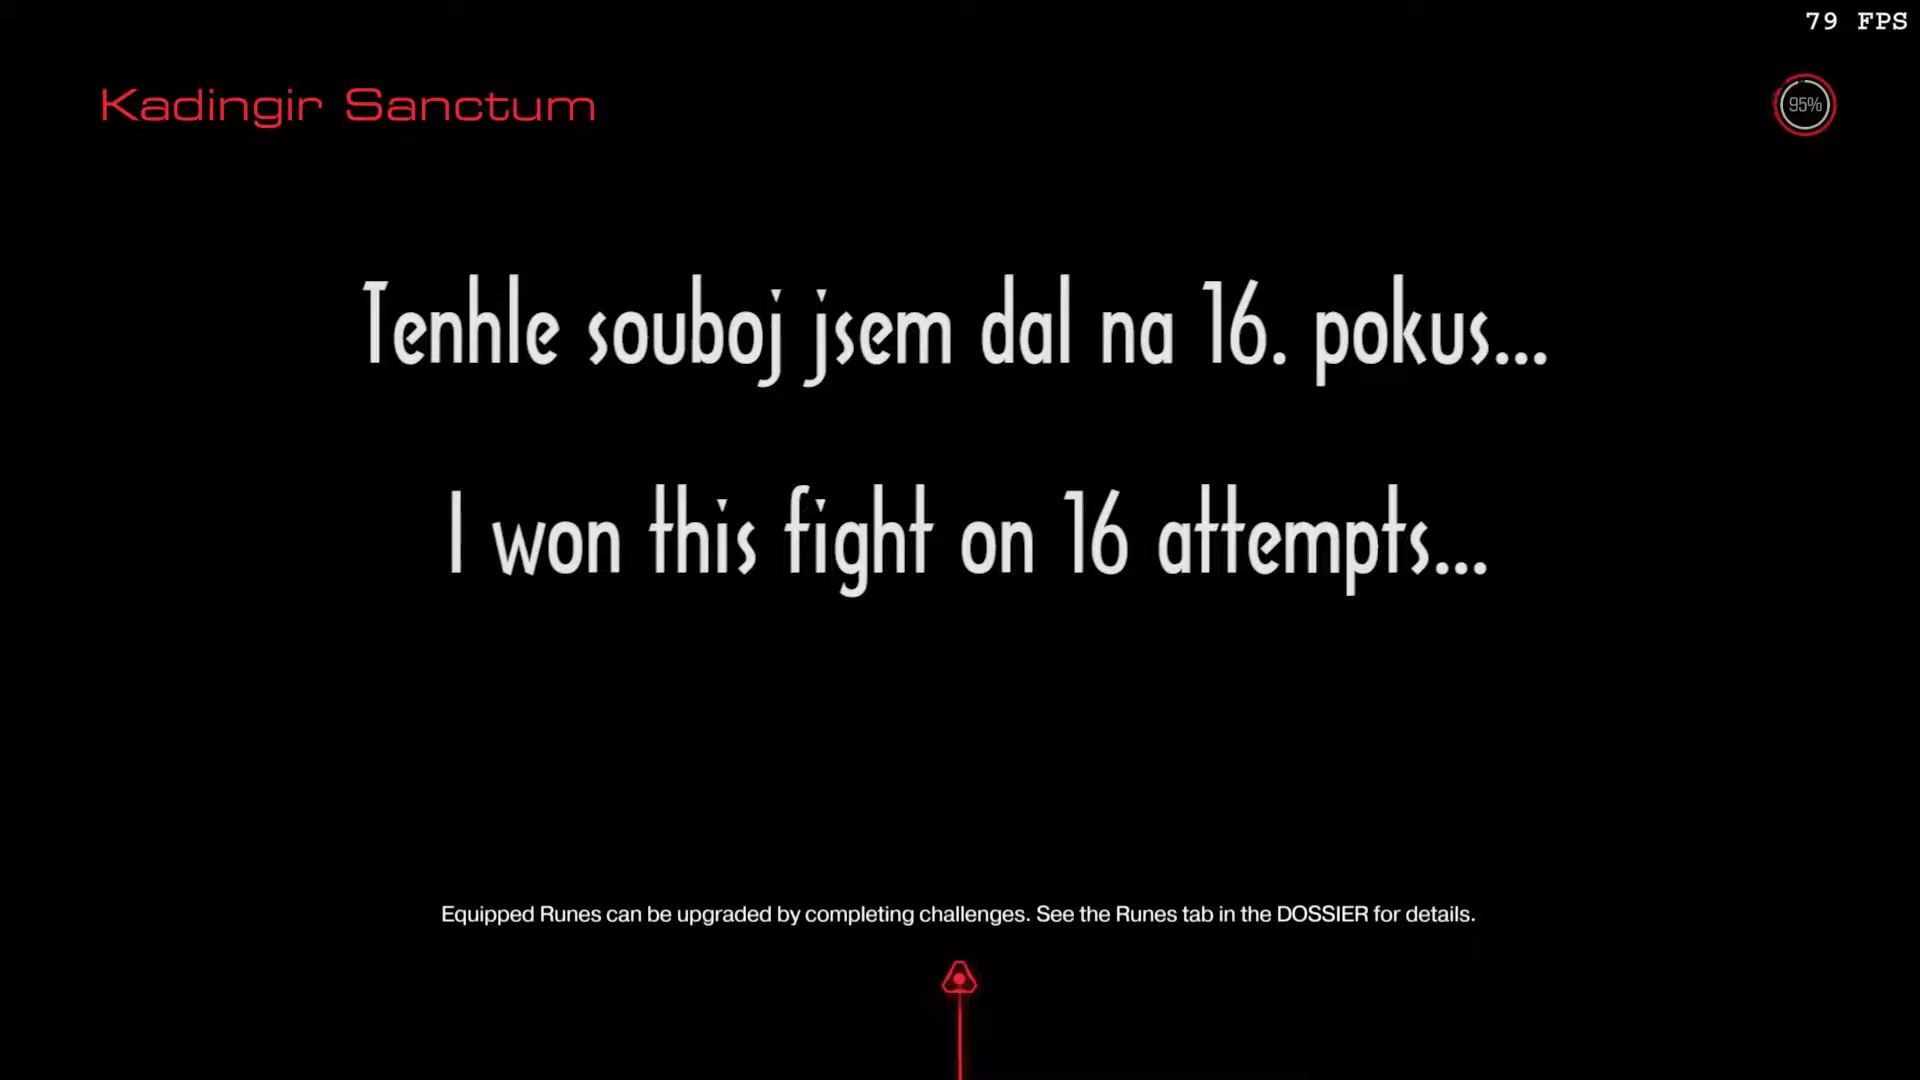 79 FPS
Kadingir Sanctum
95%
Tenhle souboj jsem dal na 16. pokus...
I won this fight on 16 attempts...
Equipped Runes can be upgraded by completing challenges. See the Runes tab in the DOSSIER for details.